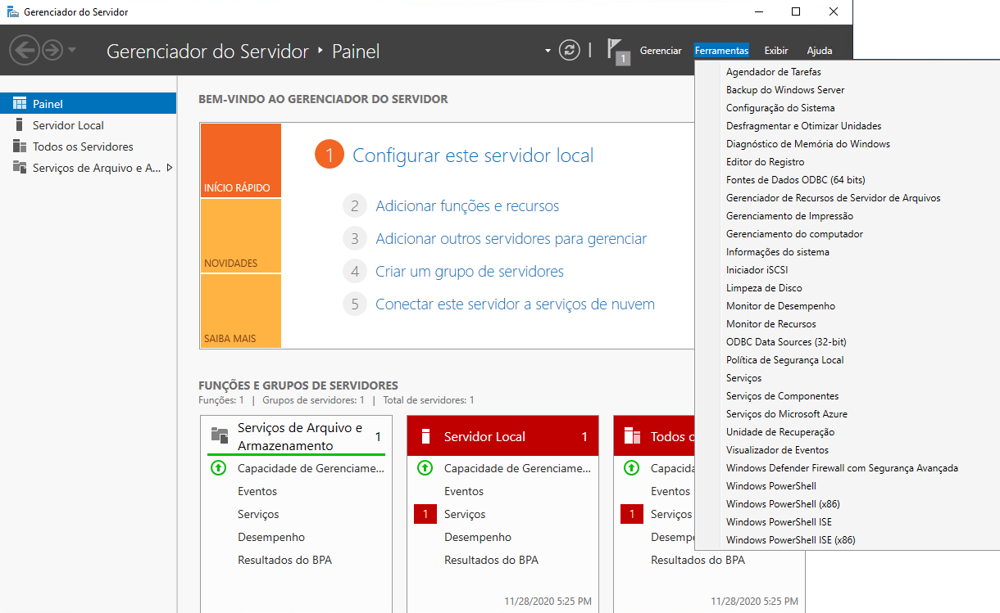 Gerenciador do Servidor
Gerenciador do Servidor ‣ Painel
1
Gerenciar
Ferramentas
Exibir
Ajuda
Painel
Servidor Local
Todos os Servidores
Serviços de Arquivo e A...
BEM-VINDO AO GERENCIADOR DO SERVIDOR
INÍCIO RÁPIDO
NOVIDADES
SAIBA MAIS
1 Configurar este servidor local
2 Adicionar funções e recursos
3 Adicionar outros servidores para gerenciar
4 Criar um grupo de servidores
5 Conectar este servidor a serviços de nuvem
FUNÇÕES E GRUPOS DE SERVIDORES
Funções: 1 | Grupos de servidores: 1 | Total de servidores: 1
Serviços de Arquivo e
Armazenamento
1
Capacidade de Gerenciame...
Eventos
Serviços
Desempenho
Resultados do BPA
Servidor Local 1
Capacidade de Gerenciame...
Eventos
1 Serviços
Desempenho
Resultados do BPA
11/28/2020 5:25 PM
Todos
Eventos
1 Serviços
Resultados do BPA
11/28/2020 5:25 PM
Agendador de Tarefas
Backup do Windows Server
Configuração do Sistema
Desfragmentar e Otimizar Unidades
Diagnóstico de Memória do Windows
Editor do Registro
Fontes de Dados ODBC (64 bits)
Gerenciador de Recursos de Servidor de Arquivos
Gerenciamento de Impressão
Gerenciamento do computador
Informações do sistema
Iniciador iSCSI
Limpeza de Disco
Monitor de Desempenho
Monitor de Recursos
ODBC Data Sources (32-bit)
Política de Segurança Local
Serviços
Serviços de Componentes
Serviços do Microsoft Azure
Unidade de Recuperação
Visualizador de Eventos
Windows Defender Firewall com Segurança Avançada
Windows PowerShell
Windows PowerShell (x86)
Windows PowerShell ISE
Windows PowerShell ISE (x86)